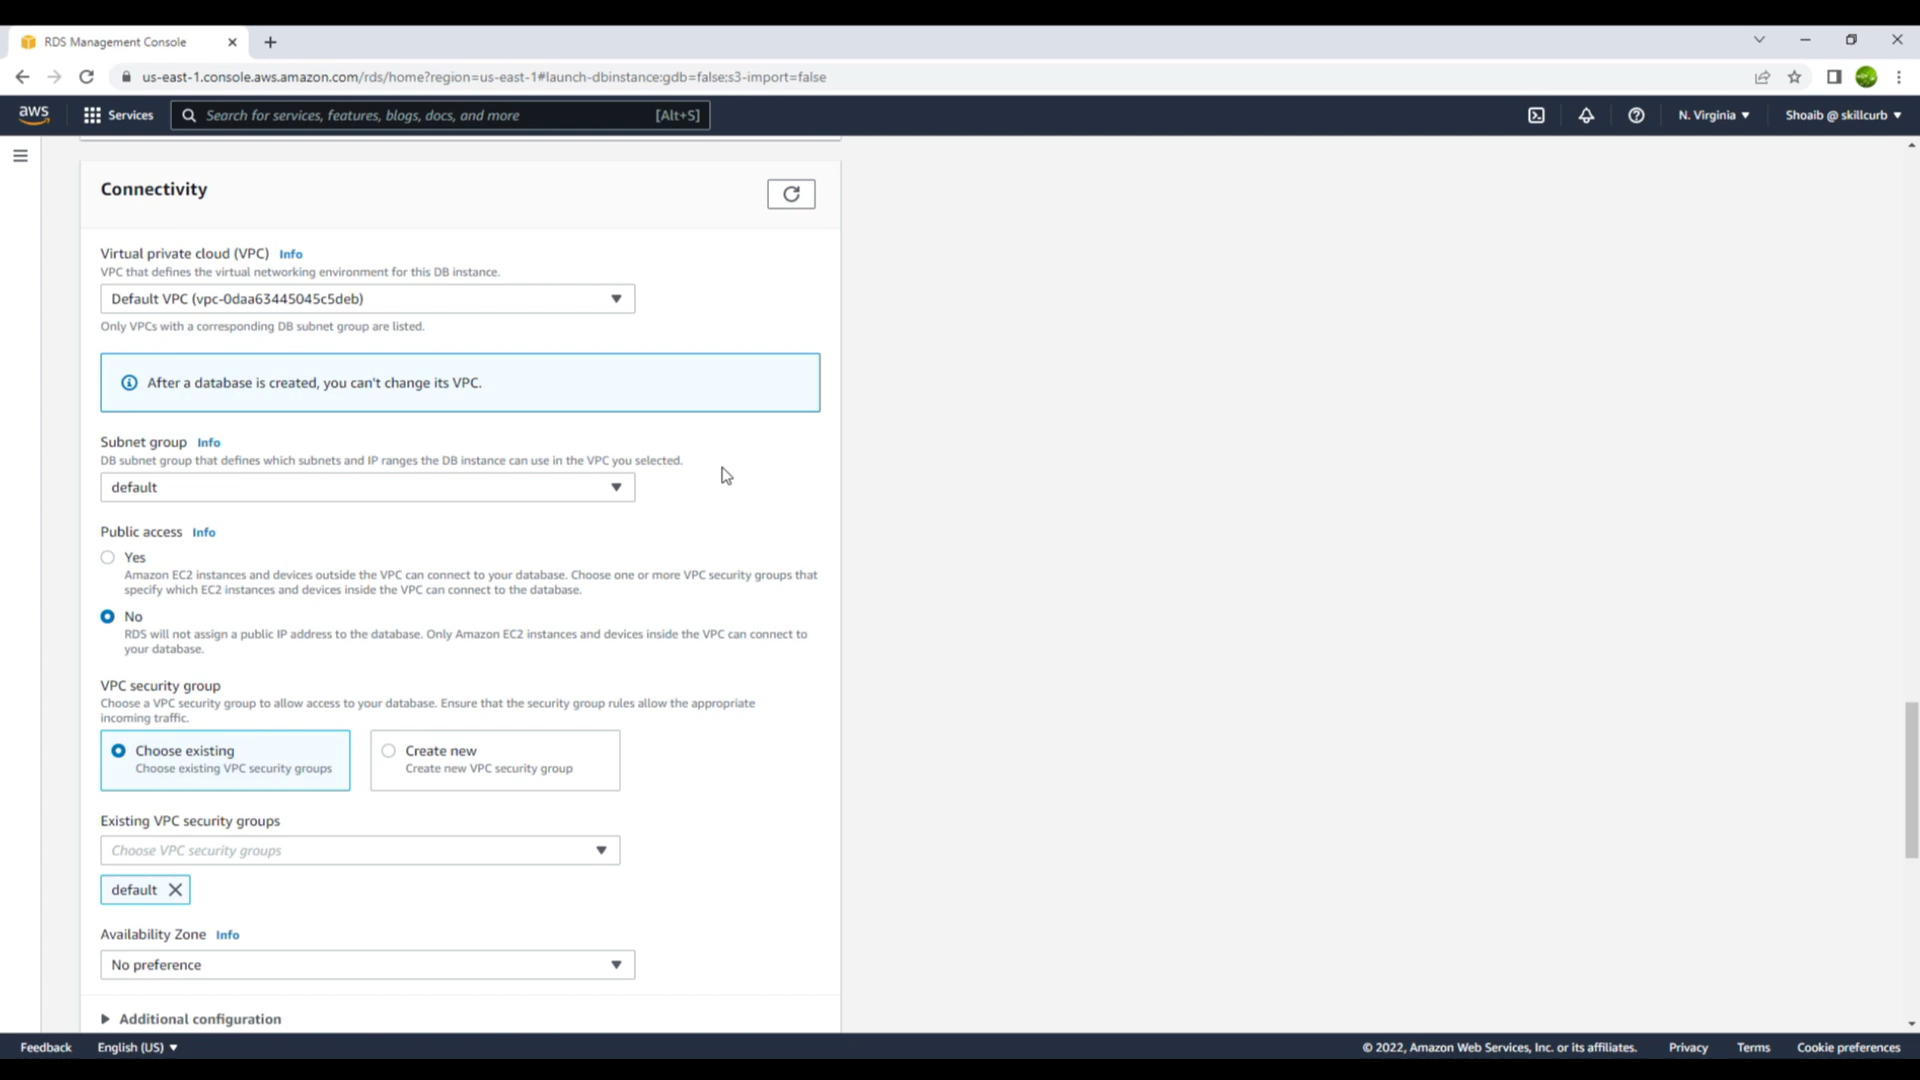 RDS Management Console
us-east-1.console.aws.amazon.com/rds/home?region=us-east-1#launch-dbinstance:gdb=false;s3-import=false
aws
Services
Search for services, features, blogs, docs, and more
[Alt+S]
N. Virginia
Shoaib @ skillcurb
Connectivity
Virtual private cloud (VPC) Info
VPC that defines the virtual networking environment for this DB instance.
Default VPC (vpc-0daa63445045c5deb)
Only VPCs with a corresponding DB subnet group are listed.
After a database is created, you can't change its VPC.
Subnet group Info
DB subnet group that defines which subnets and IP ranges the DB instance can use in the VPC you selected.
default
Public access Info
Yes
Amazon EC2 instances and devices outside the VPC can connect to your database. Choose one or more VPC security groups that
specify which EC2 instances and devices inside the VPC can connect to the database.
No
RDS will not assign a public IP address to the database. Only Amazon EC2 instances and devices inside the VPC can connect to
your database.
VPC security group
Choose a VPC security group to allow access to your database. Ensure that the security group rules allow the appropriate
incoming traffic.
Choose existing
Choose existing VPC security groups
Create new
Create new VPC security group
Existing VPC security groups
Choose VPC security groups
default
Availability Zone Info
No preference
Additional configuration
Feedback
English (US)
© 2022, Amazon Web Services, Inc. or its affiliates.
Privacy
Terms
Cookie preferences